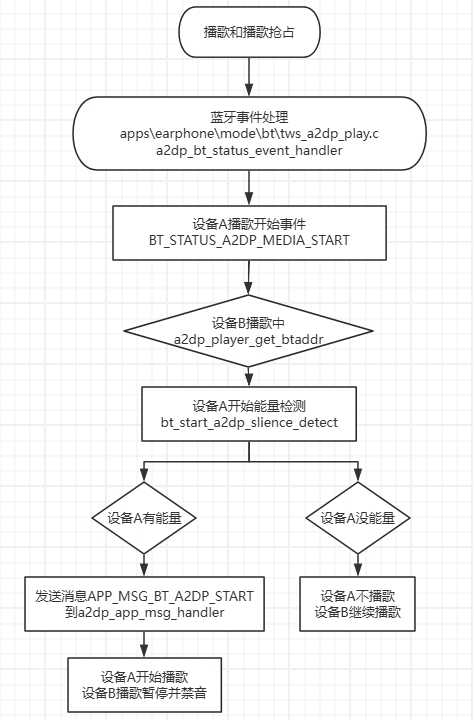 播歌和播歌抢占
蓝牙事件处理
apps\earphone\mode\bt\tws_a2dp_play.c
a2dp_bt_status_event_handler
设备A播歌开始事件
BT_STATUS_A2DP_MEDIA_START
设备B播歌中
a2dp_player_get_btaddr
设备A开始能量检测
bt_start_a2dp_slience_detect
设备A有能量
设备A没能量
发送消息APP_MSG_BT_A2DP_START
到a2dp_app_msg_handler
设备A不播歌
设备B继续播歌
设备A开始播歌
设备B播歌暂停并禁音